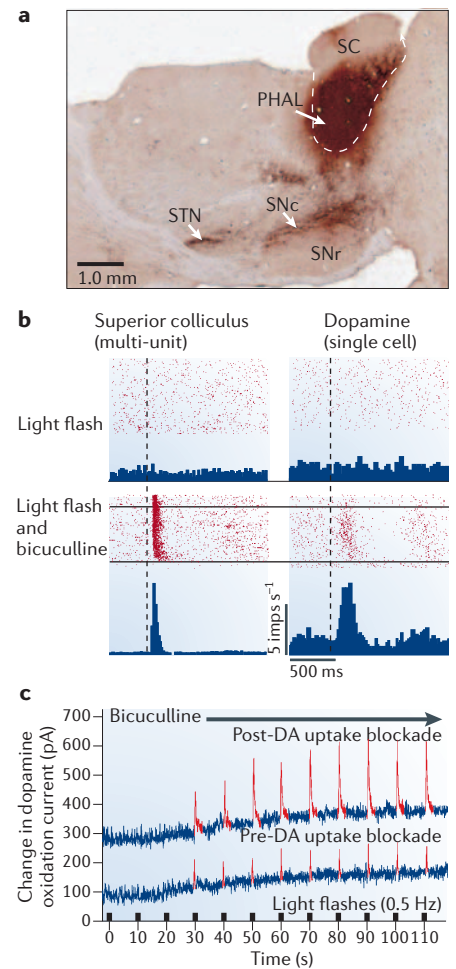 a
SC
PHAL
STN
SNc
SNr
1.0 mm
b
Superior colliculus
(multi-unit)
Dopamine
(single cell)
Light flash
Light flash
and
bicuculline
5 imps s⁻¹
500 ms
c
Change in dopamine
oxidation current (pA)
700
600
500
400
300
200
100
0
Bicuculline
Post-DA uptake blockade
Pre-DA uptake blockade
Light flashes (0.5 Hz)
0 10 20 30 40 50 60 70 80 90 100 110
Time (s)